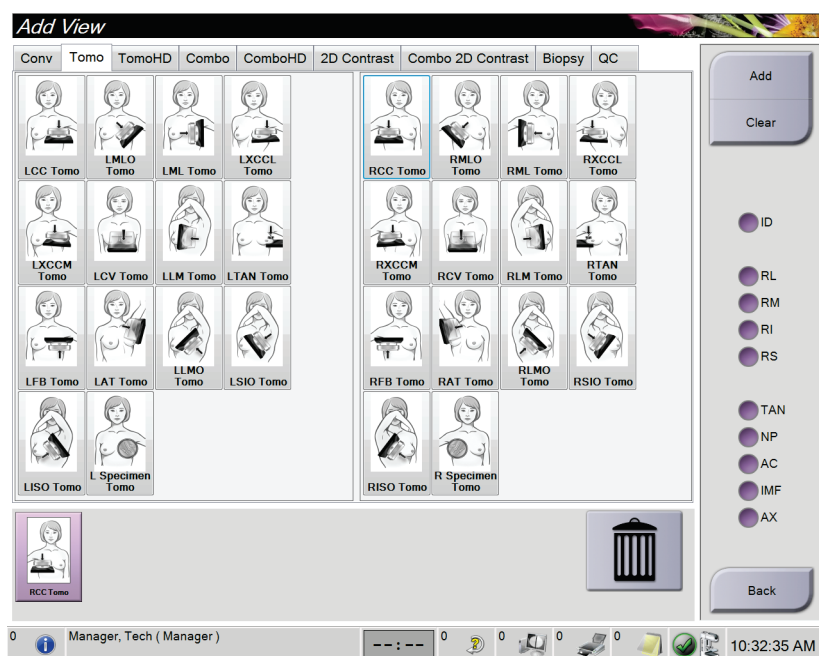 Add View
Conv Tomo TomoHD Combo ComboHD 2D Contrast Combo 2D Contrast Biopsy QC
LCC Tomo
LMLO
Tomo
LML Tomo
LXCCL
Tomo
RCC Tomo
RMLO
Tomo
RML Tomo
RXCCL
Tomo
LXCCM
Tomo
LCV Tomo
LLM Tomo
LTAN Tomo
RXCCM
Tomo
RCV Tomo
RLM Tomo
RTAN
Tomo
LFB Tomo
LAT Tomo
LLMO
Tomo
LSIO Tomo
RFB Tomo
RAT Tomo
RLMO
Tomo
RSIO Tomo
LISO Tomo
L Specimen
Tomo
RISO Tomo
R Specimen
Tomo
RCC Tomo
Add
Clear
ID
RL
RM
RI
RS
TAN
NP
AC
IMF
AX
Back
0 Manager, Tech ( Manager ) --:-- 0 0 0 0 10:32:35 AM